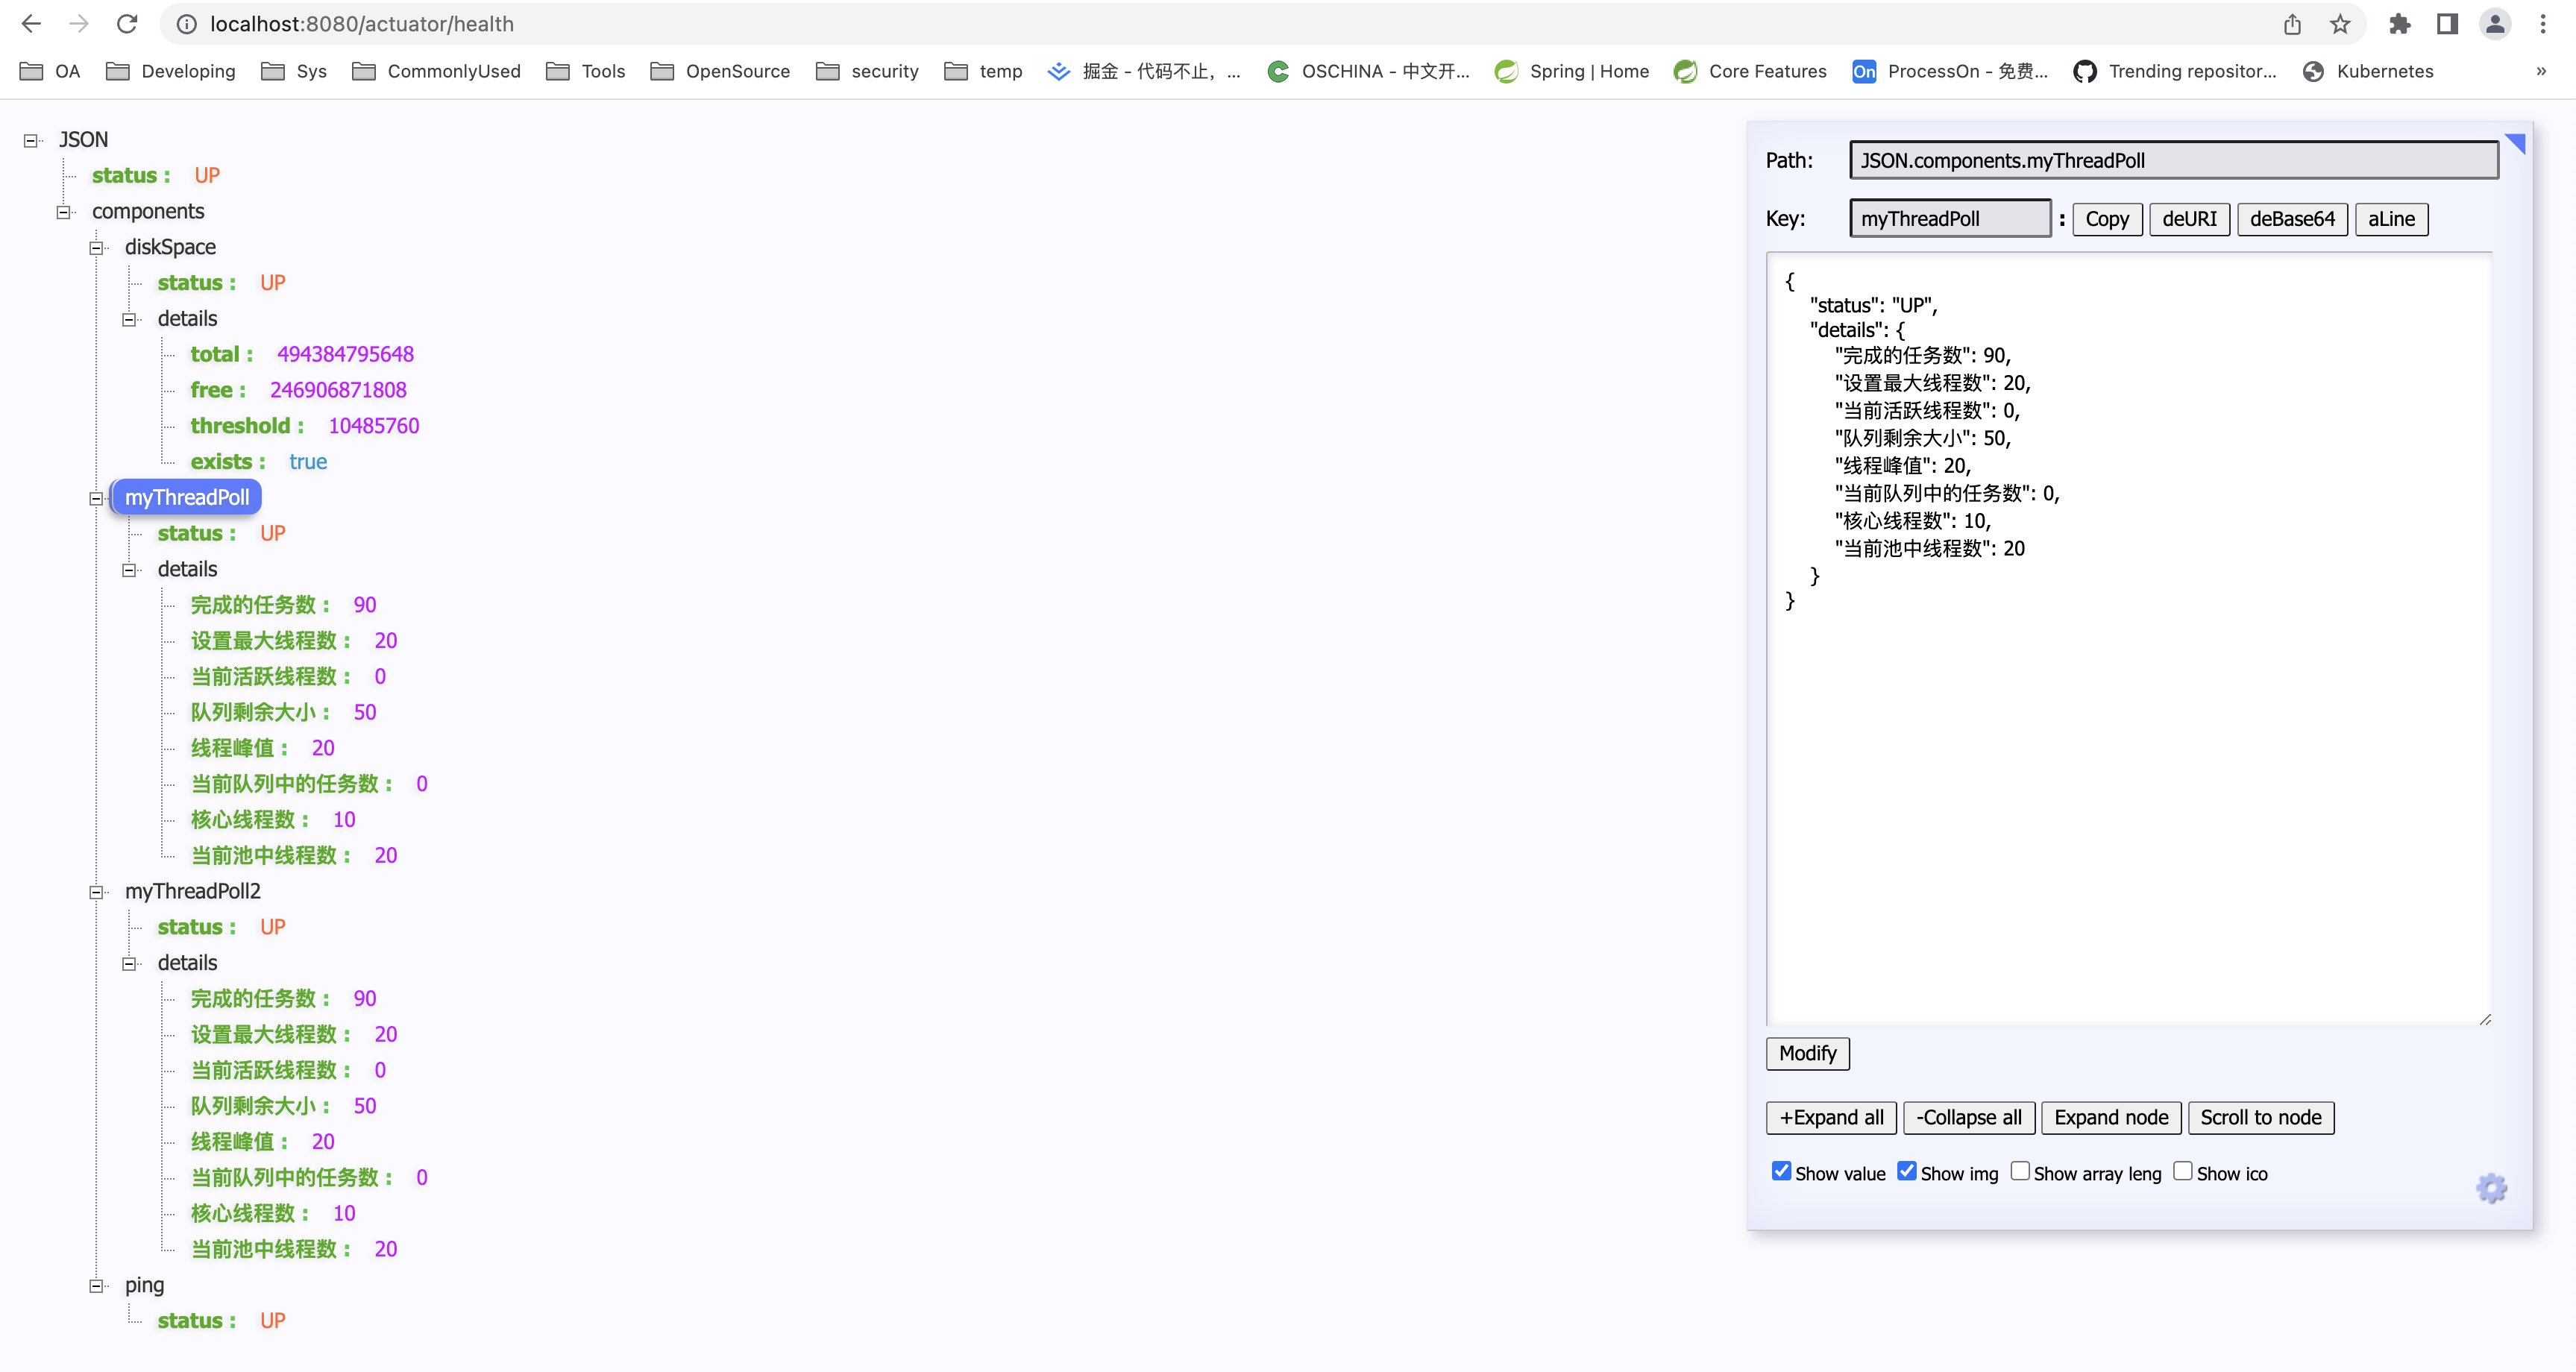 localhost:8080/actuator/health
OA Developing Sys CommonlyUsed Tools OpenSource security temp 掘金 - 代码不止，... OSCHINA - 中文开... Spring | Home Core Features On ProcessOn - 免费... Trending repositor... Kubernetes »
JSON
status : UP
components
diskSpace
status : UP
details
total : 494384795648
free : 246906871808
threshold : 10485760
exists : true
myThreadPoll
status : UP
details
完成的任务数 : 90
设置最大线程数 : 20
当前活跃线程数 : 0
队列剩余大小 : 50
线程峰值 : 20
当前队列中的任务数 : 0
核心线程数 : 10
当前池中线程数 : 20
myThreadPoll2
status : UP
details
完成的任务数 : 90
设置最大线程数 : 20
当前活跃线程数 : 0
队列剩余大小 : 50
线程峰值 : 20
当前队列中的任务数 : 0
核心线程数 : 10
当前池中线程数 : 20
ping
status : UP
Path: JSON.components.myThreadPoll
Key: myThreadPoll : Copy deURI deBase64 aLine
{
"status": "UP",
"details": {
"完成的任务数": 90,
"设置最大线程数": 20,
"当前活跃线程数": 0,
"队列剩余大小": 50,
"线程峰值": 20,
"当前队列中的任务数": 0,
"核心线程数": 10,
"当前池中线程数": 20
}
}
Modify
+Expand all -Collapse all Expand node Scroll to node
Show value Show img Show array leng Show ico